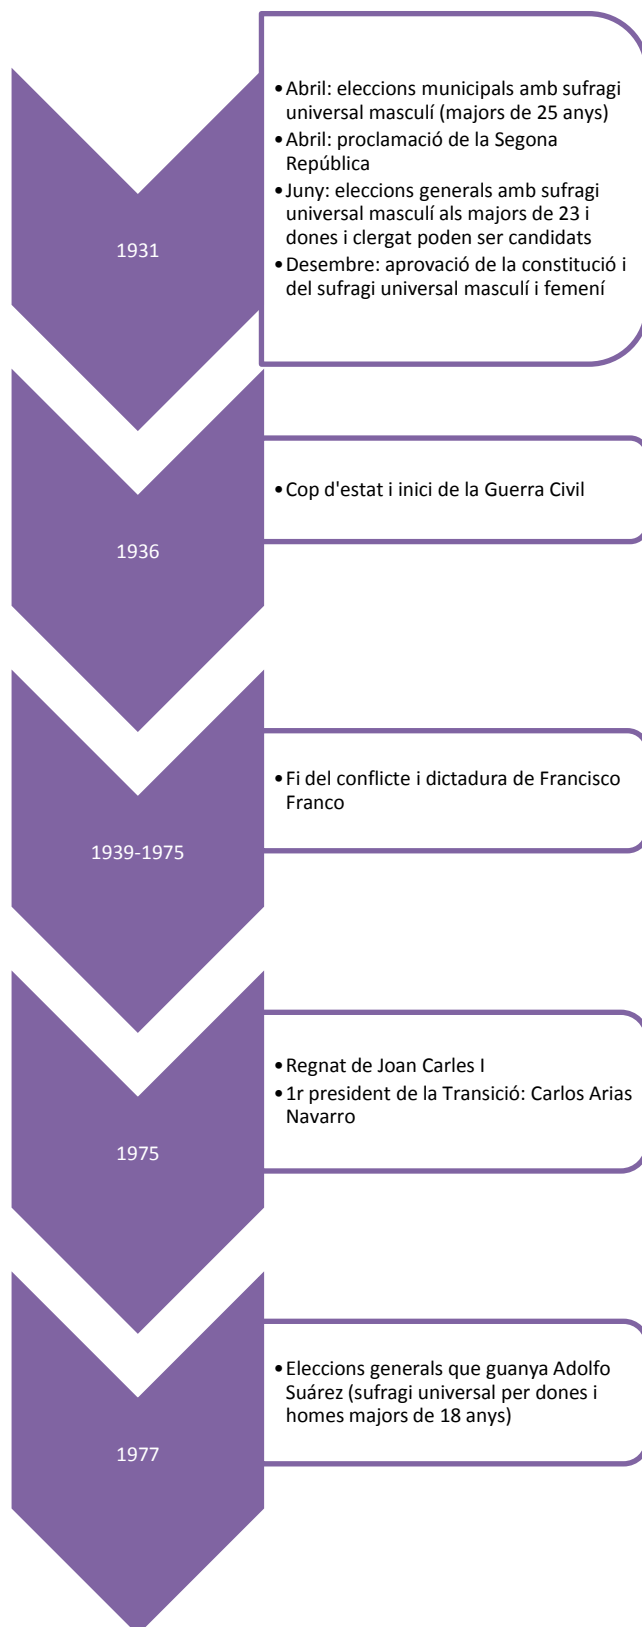 1931
•Abril: eleccions municipals amb sufragi
universal masculí (majors de 25 anys)
•Abril: proclamació de la Segona
República
•Juny: eleccions generals amb sufragi
universal masculí als majors de 23 i
dones i clergat poden ser candidats
•Desembre: aprovació de la constitució i
del sufragi universal masculí i femení
1936
•Cop d'estat i inici de la Guerra Civil
1939-1975
•Fi del conflicte i dictadura de Francisco
Franco
1975
•Regnat de Joan Carles I
•1r president de la Transició: Carlos Arias
Navarro
1977
•Eleccions generals que guanya Adolfo
Suárez (sufragi universal per dones i
homes majors de 18 anys)